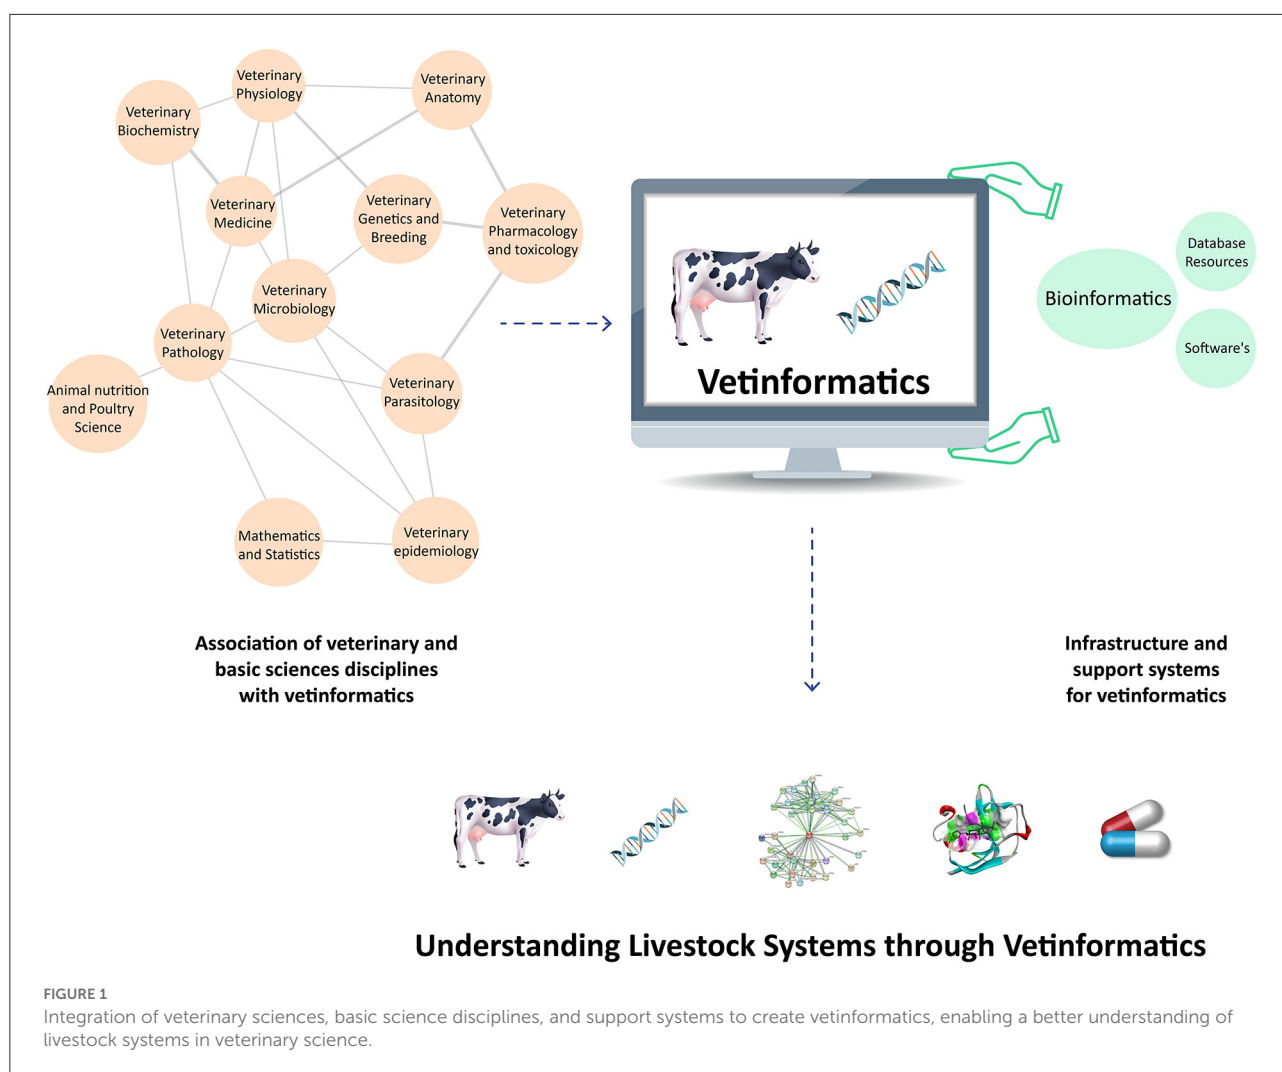 Veterinary
Physiology
Veterinary
Anatomy
Veterinary
Biochemistry
Veterinary
Medicine
Veterinary
Genetics and
Breeding
Veterinary
Pharmacology
and toxicology
Veterinary
Microbiology
Veterinary
Pathology
Animal nutrition
and Poultry
Science
Veterinary
Parasitology
Mathematics
and Statistics
Veterinary
epidemiology
Vetinformatics
Bioinformatics
Database
Resources
Software's
Association of veterinary and
basic sciences disciplines
with vetinformatics
Infrastructure and
support systems
for vetinformatics
Understanding Livestock Systems through Vetinformatics
FIGURE 1
Integration of veterinary sciences, basic science disciplines, and support systems to create vetinformatics, enabling a better understanding of
livestock systems in veterinary science.